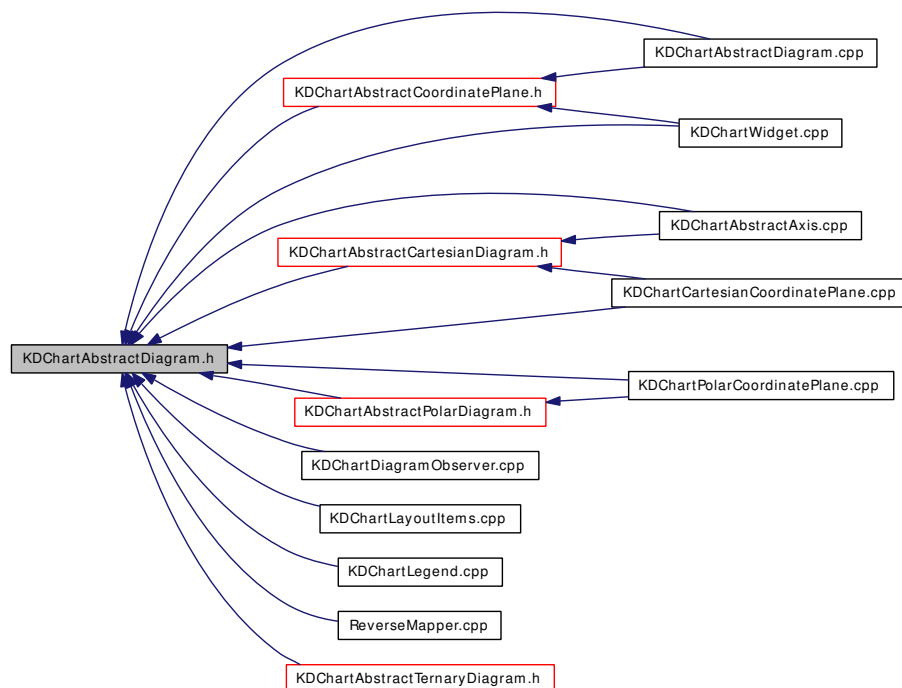 KDChartAbstractDiagram.cpp
KDChartAbstractCoordinatePlane.h
KDChartWidget.cpp
KDChartAbstractAxis.cpp
KDChartAbstractCartesianDiagram.h
KDChartCartesianCoordinatePlane.cpp
KDChartAbstractDiagram.h
KDChartPolarCoordinatePlane.cpp
KDChartAbstractPolarDiagram.h
KDChartDiagramObserver.cpp
KDChartLayoutItems.cpp
KDChartLegend.cpp
ReverseMapper.cpp
KDChartAbstractTernaryDiagram.h